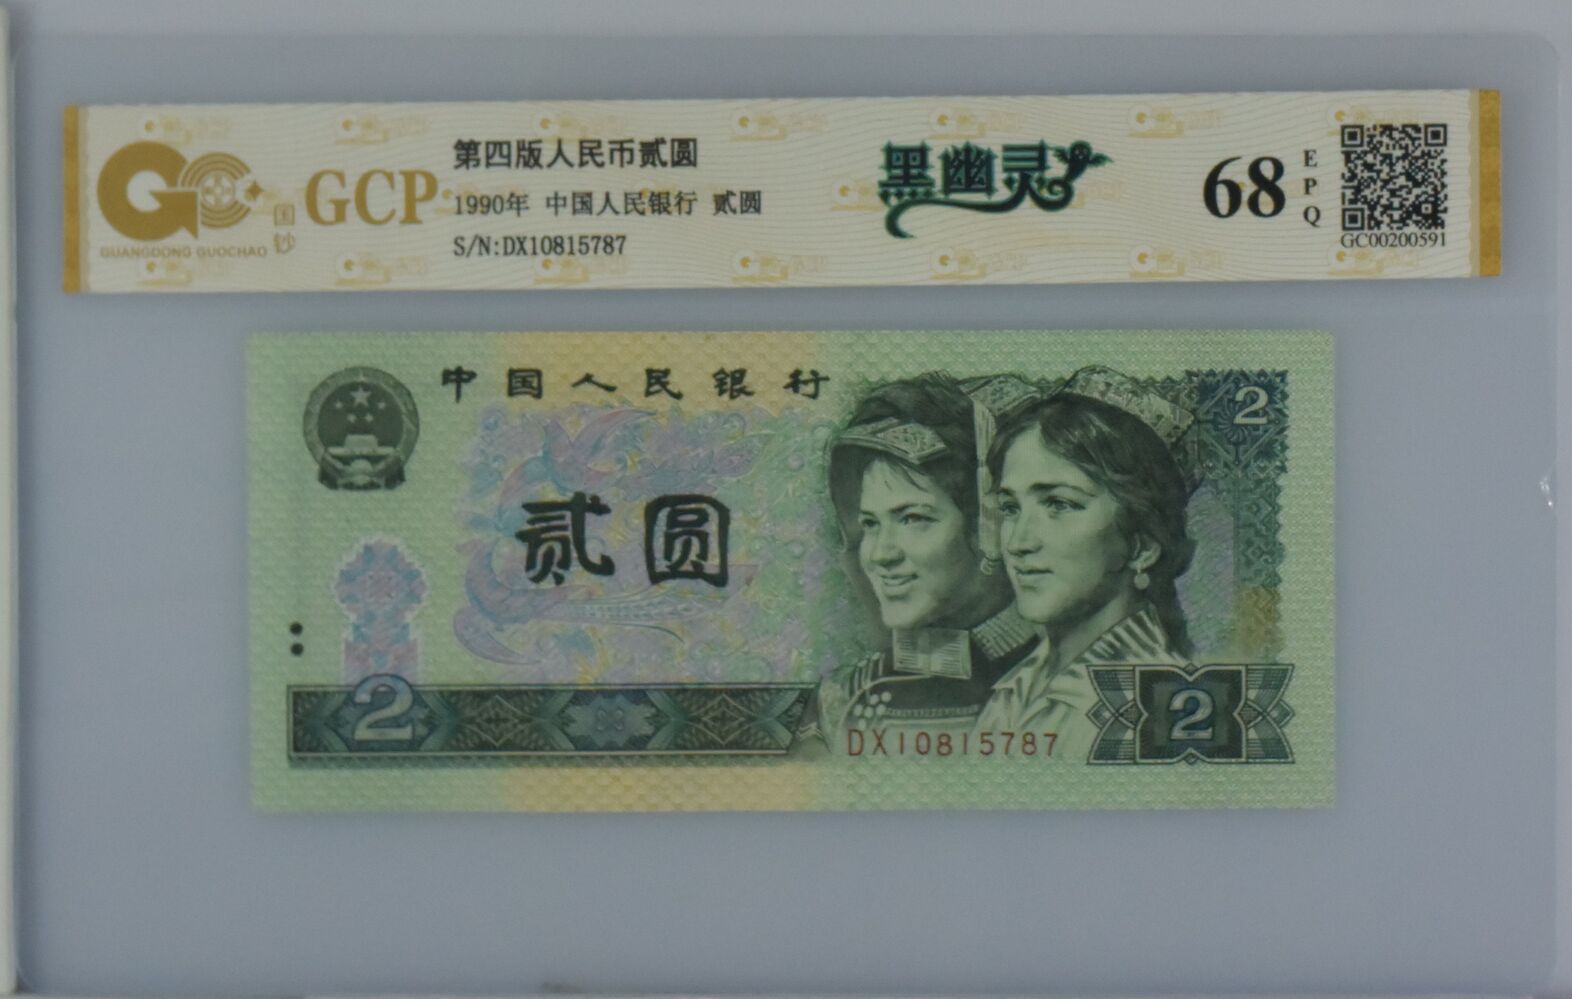 GUANGDONG GUOCHAO
国钞
GCP
第四版人民币贰圆
1990年 中国人民银行 贰圆
S/N:DX10815787
黑幽灵
68
EPQ
GC00200591
中国人民银行
2
贰圆
2
DX10815787
2